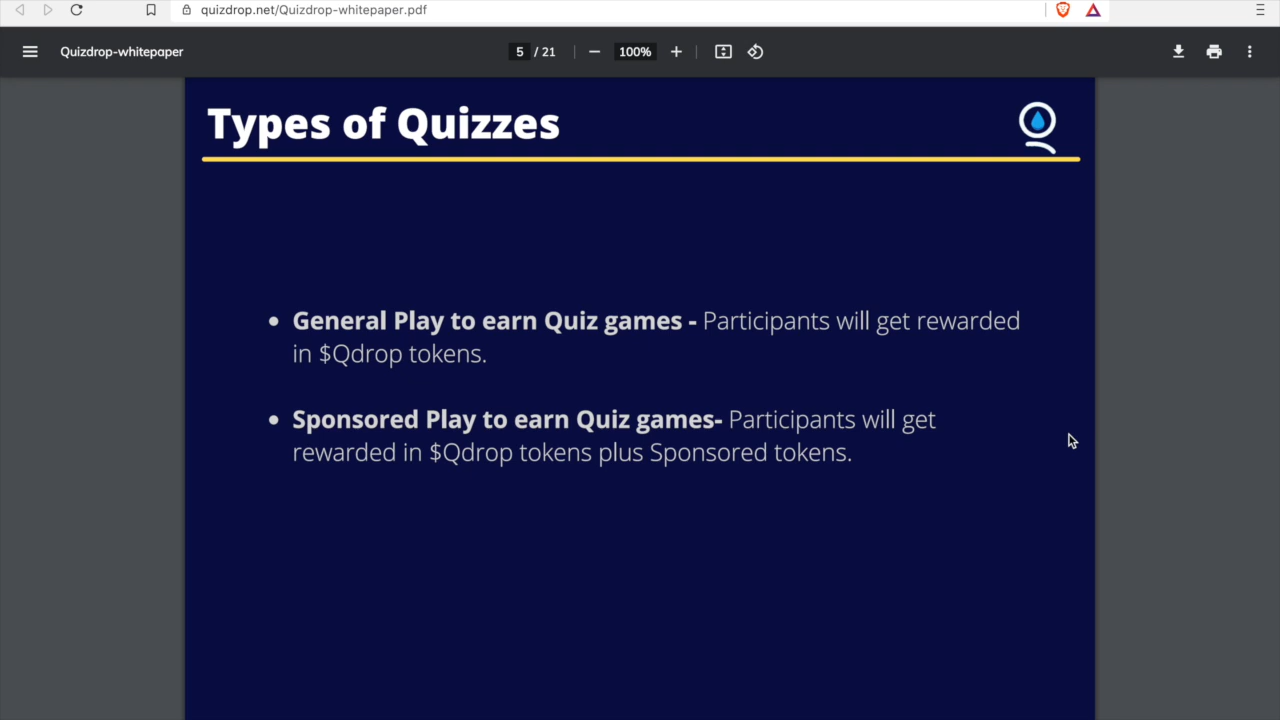 quizdrop.net/Quizdrop-whitepaper.pdf
Quizdrop-whitepaper
5 / 21
100%
Types of Quizzes
• General Play to earn Quiz games - Participants will get rewarded
in $Qdrop tokens.
• Sponsored Play to earn Quiz games- Participants will get
rewarded in $Qdrop tokens plus Sponsored tokens.